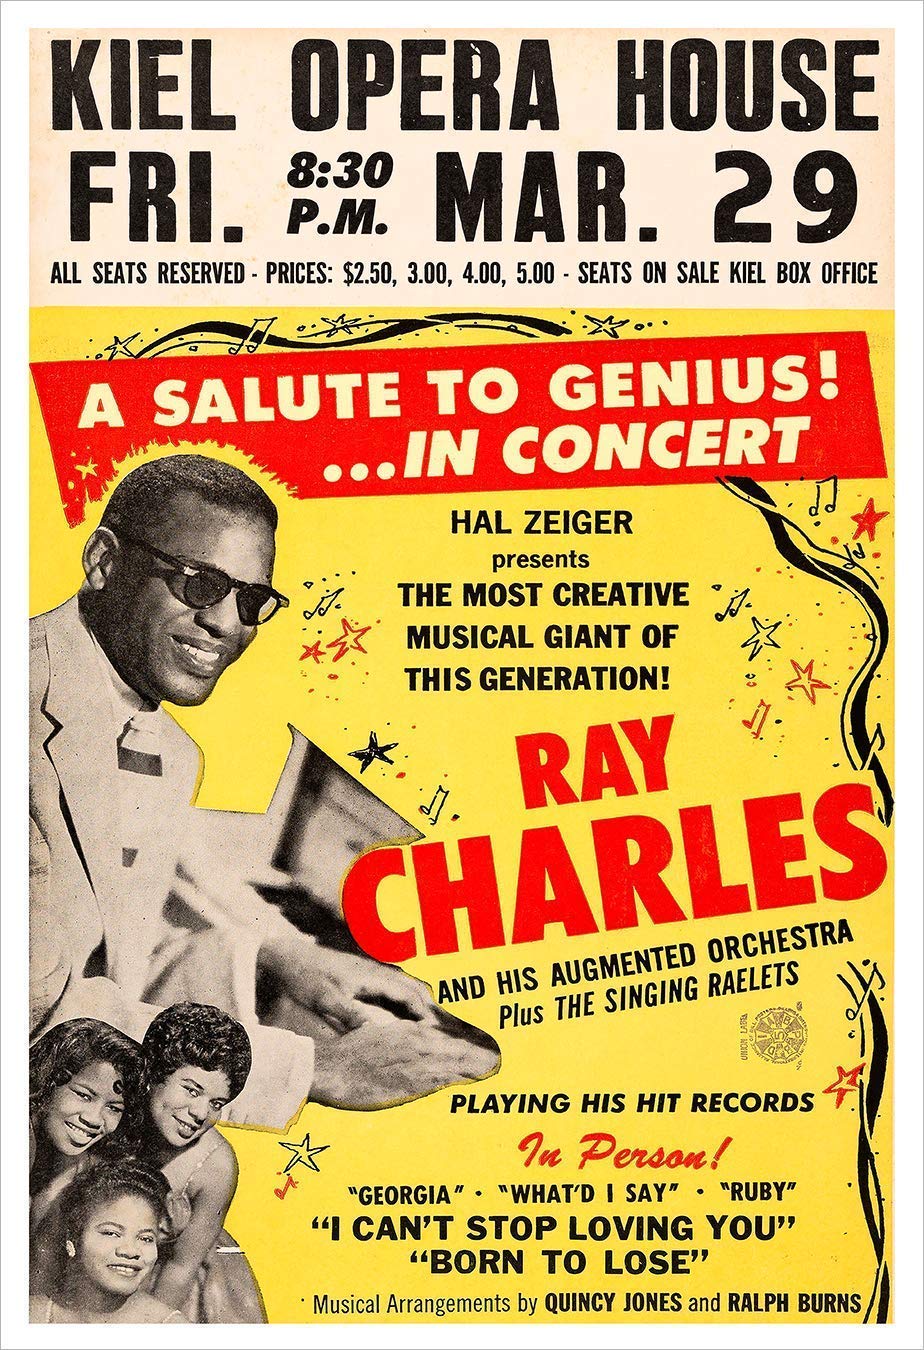 KIEL OPERA HOUSE
FRI. 8:30 P.M. MAR. 29
ALL SEATS RESERVED - PRICES: $2.50, 3.00, 4.00, 5.00 - SEATS ON SALE KIEL BOX OFFICE
A SALUTE TO GENIUS!
...IN CONCERT
HAL ZEIGER
presents
THE MOST CREATIVE
MUSICAL GIANT OF
THIS GENERATION!
RAY
CHARLES
AND HIS AUGMENTED ORCHESTRA
Plus THE SINGING RAELETS
UNION LABEL
PLAYING HIS HIT RECORDS
In Person!
"GEORGIA" · "WHAT'D I SAY" · "RUBY"
"I CAN'T STOP LOVING YOU"
"BORN TO LOSE"
Musical Arrangements by QUINCY JONES and RALPH BURNS